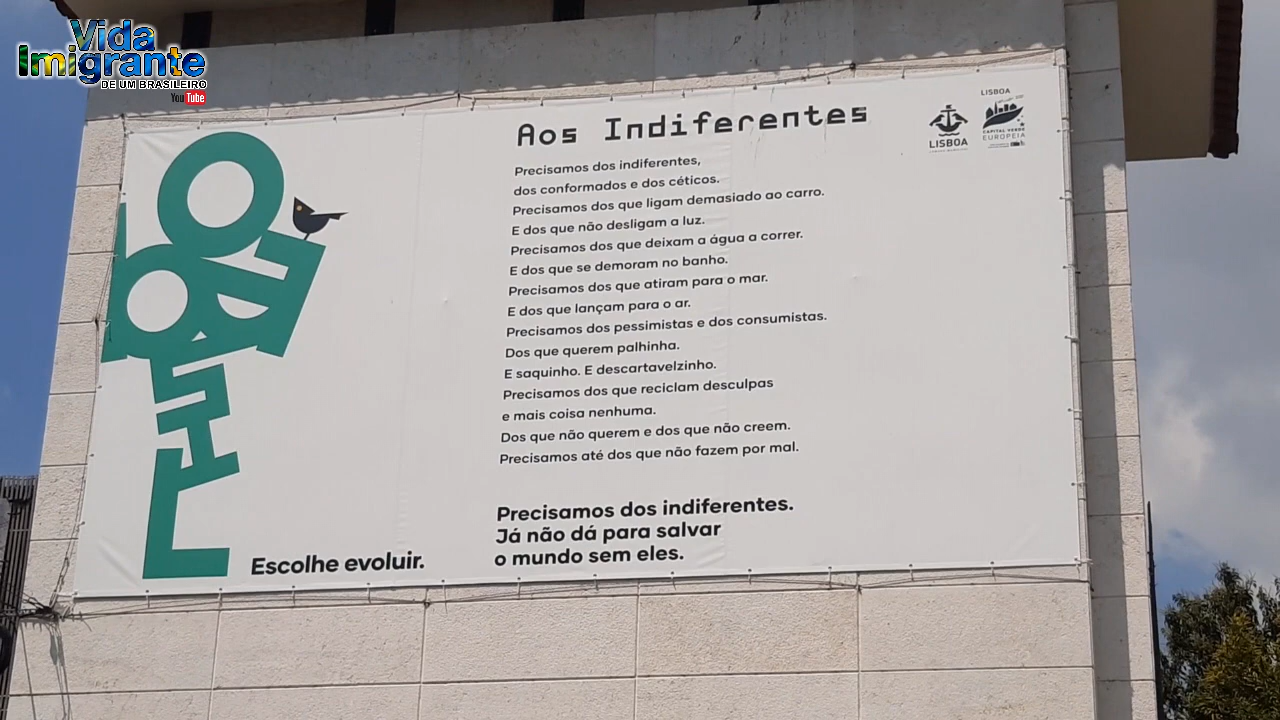 Vida
Imigrante
DE UM BRASILEIRO
YouTube
Aos Indiferentes
Precisamos dos indiferentes,
dos conformados e dos céticos.
Precisamos dos que ligam demasiado ao carro.
E dos que não desligam a luz.
Precisamos dos que deixam a água a correr.
E dos que se demoram no banho.
Precisamos dos que atiram para o mar.
E dos que lançam para o ar.
Precisamos dos pessimistas e dos consumistas.
Dos que querem palhinha.
E saquinho. E descartavelzinho.
Precisamos dos que reciclam desculpas
e mais coisa nenhuma.
Dos que não querem e dos que não creem.
Precisamos até dos que não fazem por mal.
Precisamos dos indiferentes.
Já não dá para salvar
o mundo sem eles.
Escolhe evoluir.
LISBOA
LISBOA
CAPITAL VERDE
EUROPEIA